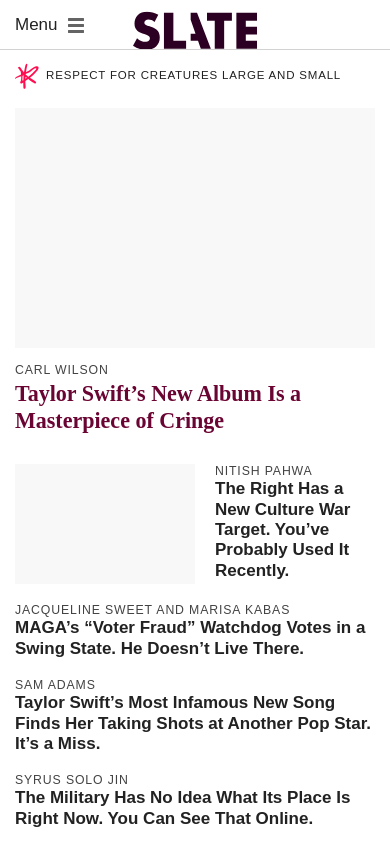 Menu
SLATE
RESPECT FOR CREATURES LARGE AND SMALL
CARL WILSON
Taylor Swift’s New Album Is a
Masterpiece of Cringe
NITISH PAHWA
The Right Has a
New Culture War
Target. You’ve
Probably Used It
Recently.
JACQUELINE SWEET AND MARISA KABAS
MAGA’s “Voter Fraud” Watchdog Votes in a
Swing State. He Doesn’t Live There.
SAM ADAMS
Taylor Swift’s Most Infamous New Song
Finds Her Taking Shots at Another Pop Star.
It’s a Miss.
SYRUS SOLO JIN
The Military Has No Idea What Its Place Is
Right Now. You Can See That Online.